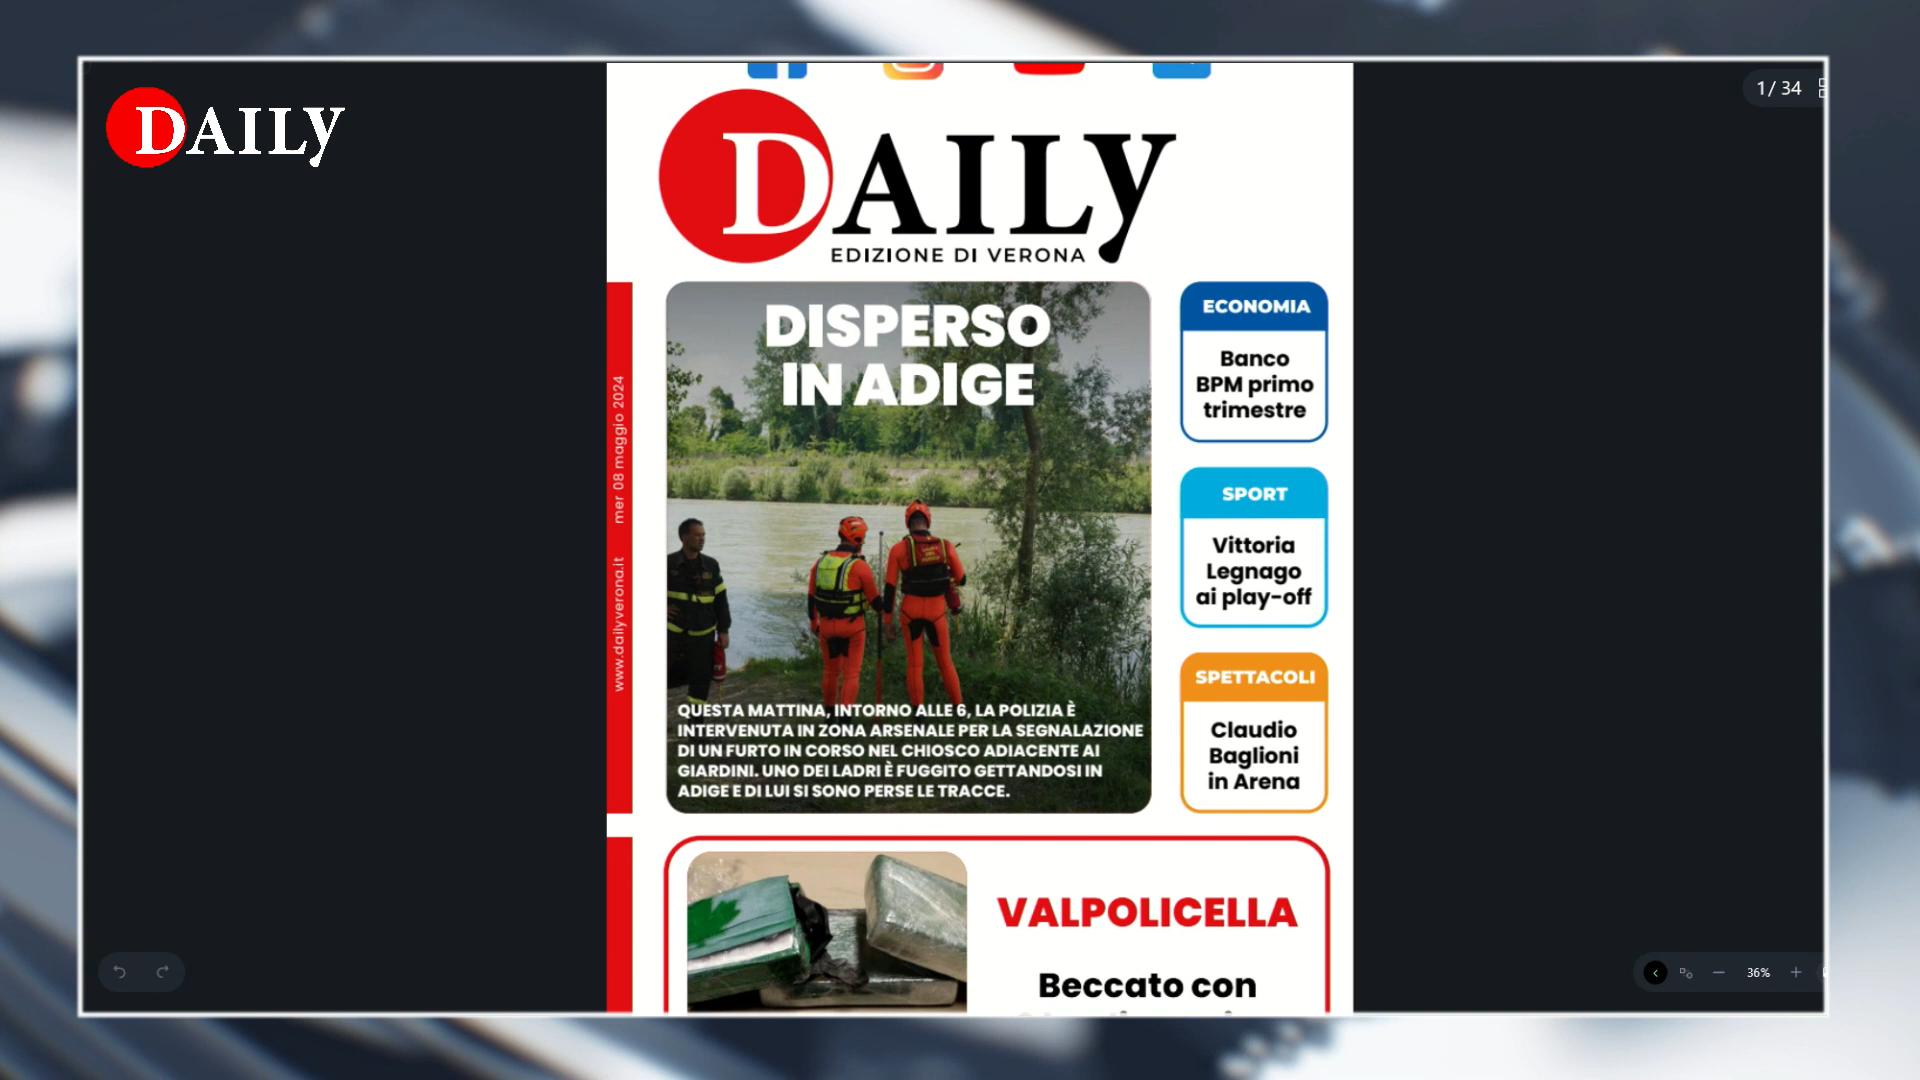 DAILY
1/ 34
DAILY
EDIZIONE DI VERONA
mer 08 maggio 2024
www.dailyverona.it
DISPERSO
IN ADIGE
QUESTA MATTINA, INTORNO ALLE 6, LA POLIZIA È
INTERVENUTA IN ZONA ARSENALE PER LA SEGNALAZIONE
DI UN FURTO IN CORSO NEL CHIOSCO ADIACENTE AI
GIARDINI. UNO DEI LADRI È FUGGITO GETTANDOSI IN
ADIGE E DI LUI SI SONO PERSE LE TRACCE.
ECONOMIA
Banco
BPM primo
trimestre
SPORT
Vittoria
Legnago
ai play-off
SPETTACOLI
Claudio
Baglioni
in Arena
VALPOLICELLA
Beccato con
36%